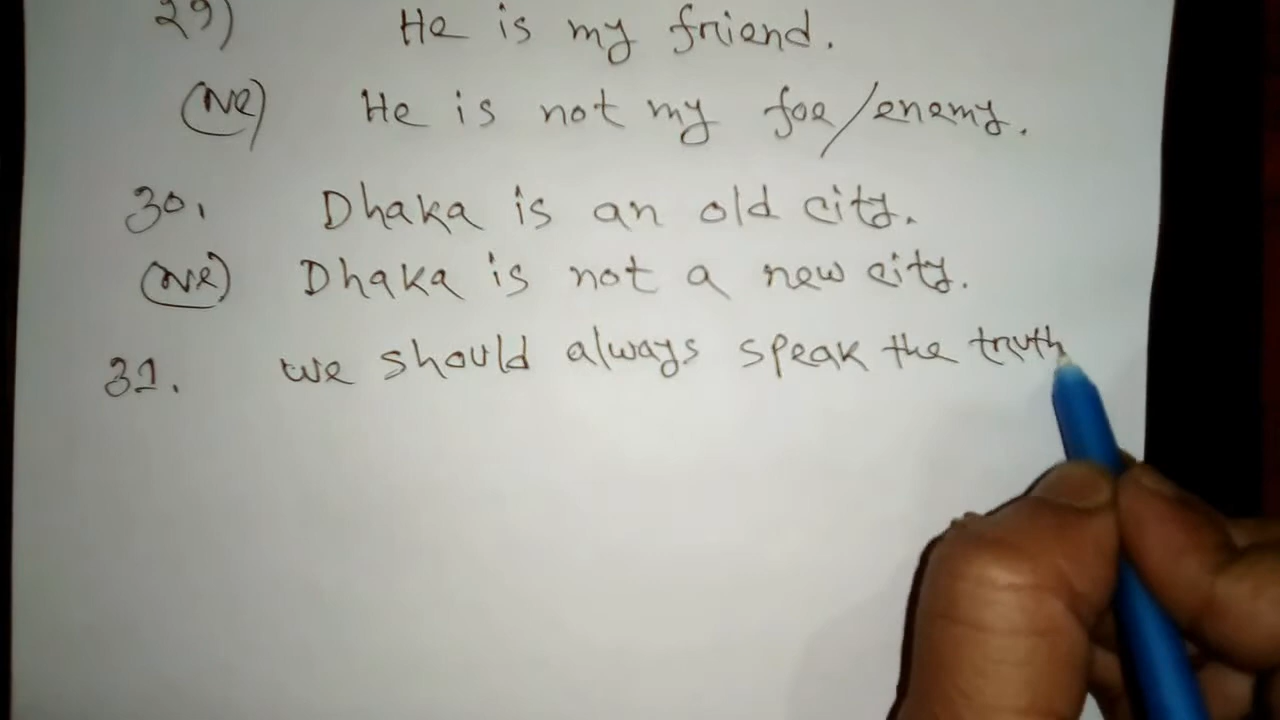 29) He is my friend.
(Ne) He is not my foe/enemy.
30. Dhaka is an old city.
(Ne) Dhaka is not a new city.
31. We should always speak the truth